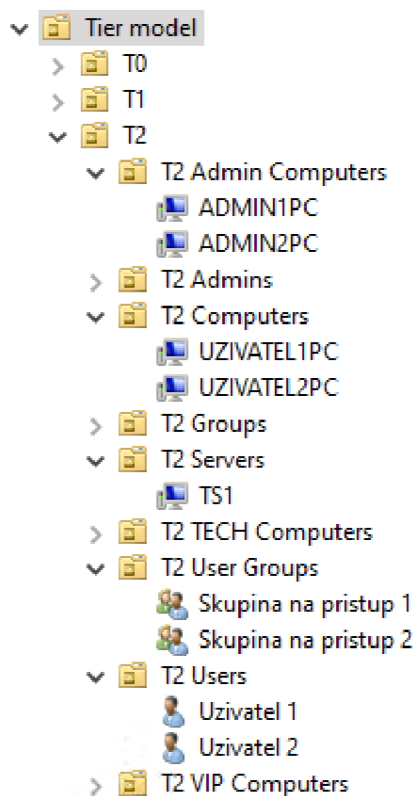 Tier model
T0
T1
T2
T2 Admin Computers
ADMIN1PC
ADMIN2PC
T2 Admins
T2 Computers
UZIVATEL1PC
UZIVATEL2PC
T2 Groups
T2 Servers
TS1
T2 TECH Computers
T2 User Groups
Skupina na pristup 1
Skupina na pristup 2
T2 Users
Uzivatel 1
Uzivatel 2
T2 VIP Computers